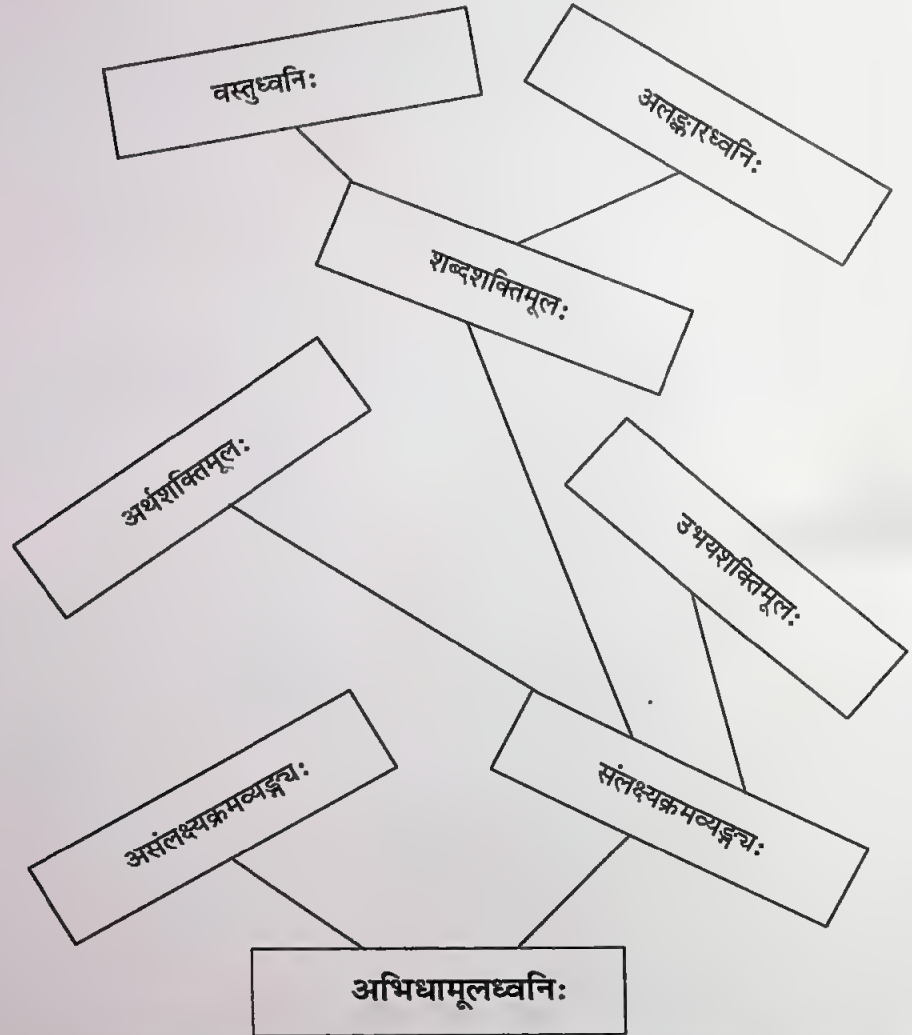 वस्तुध्वनिः
अलङ्कारध्वनिः
शब्दशक्तिमूलः
अर्थशक्तिमूलः
उभयशक्तिमूलः
असंलक्ष्यक्रमव्यङ्ग्यः
संलक्ष्यक्रमव्यङ्ग्यः
अभिधामूलध्वनिः